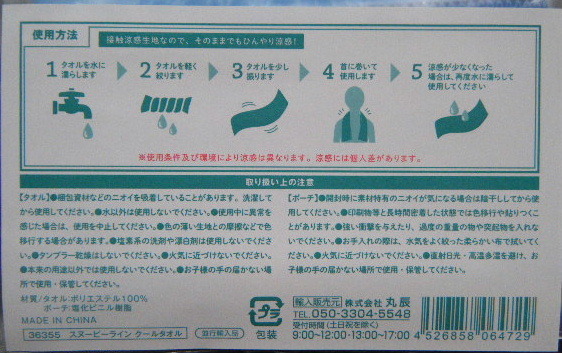 使用方法
接触涼感生地なので、そのままでもひんやり涼感!
1 タオルを水に
濡らします
2 タオルを軽く
絞ります
3 タオルを少し
振ります
4 首に巻いて
使用します
5 涼感が少なくなった
場合は、再度水に濡らして
使用してください
※使用条件及び環境により涼感は異なります。涼感には個人差があります。
取り扱い上の注意
【タオル】●梱包資材などのニオイを吸着していることがあります。洗濯して
から使用してください。●水以外は使用しないでください。●使用中に異常を
感じた場合は、使用を中止してください。●色の薄い生地との摩擦などで色
移行する場合があります。●塩素系の洗剤や漂白剤は使用しないでください。
●タンブラー乾燥はしないでください。●火気に近づけないでください。
●本来の用途以外では使用しないでください。●お子様の手の届かない場
所で使用・保管してください。
【ポーチ】●開封時に素材特有のニオイが気になる場合は陰干ししてから使
用してください。●印刷物等と長時間密着した状態では色移行や貼りつくこ
とがあります。●強い衝撃を与えたり、過度の重量の物や突起物を入れな
いでください。●お手入れの際は、水気をよく絞った柔らかい布で拭いてく
ださい。●火気に近づけないでください。●直射日光・高温多湿を避け、お
子様の手の届かない場所で使用・保管してください。
材質/タオル:ポリエステル100%
ポーチ:塩化ビニル樹脂
MADE IN CHINA
36355 スヌーピーライン クールタオル
並行輸入品
プラ
包装
輸入販売元 株式会社 丸辰
TEL 050-3304-5548
受付時間(土日祝を除く)
9:00~12:00・13:00~17:00
4 526858 064729